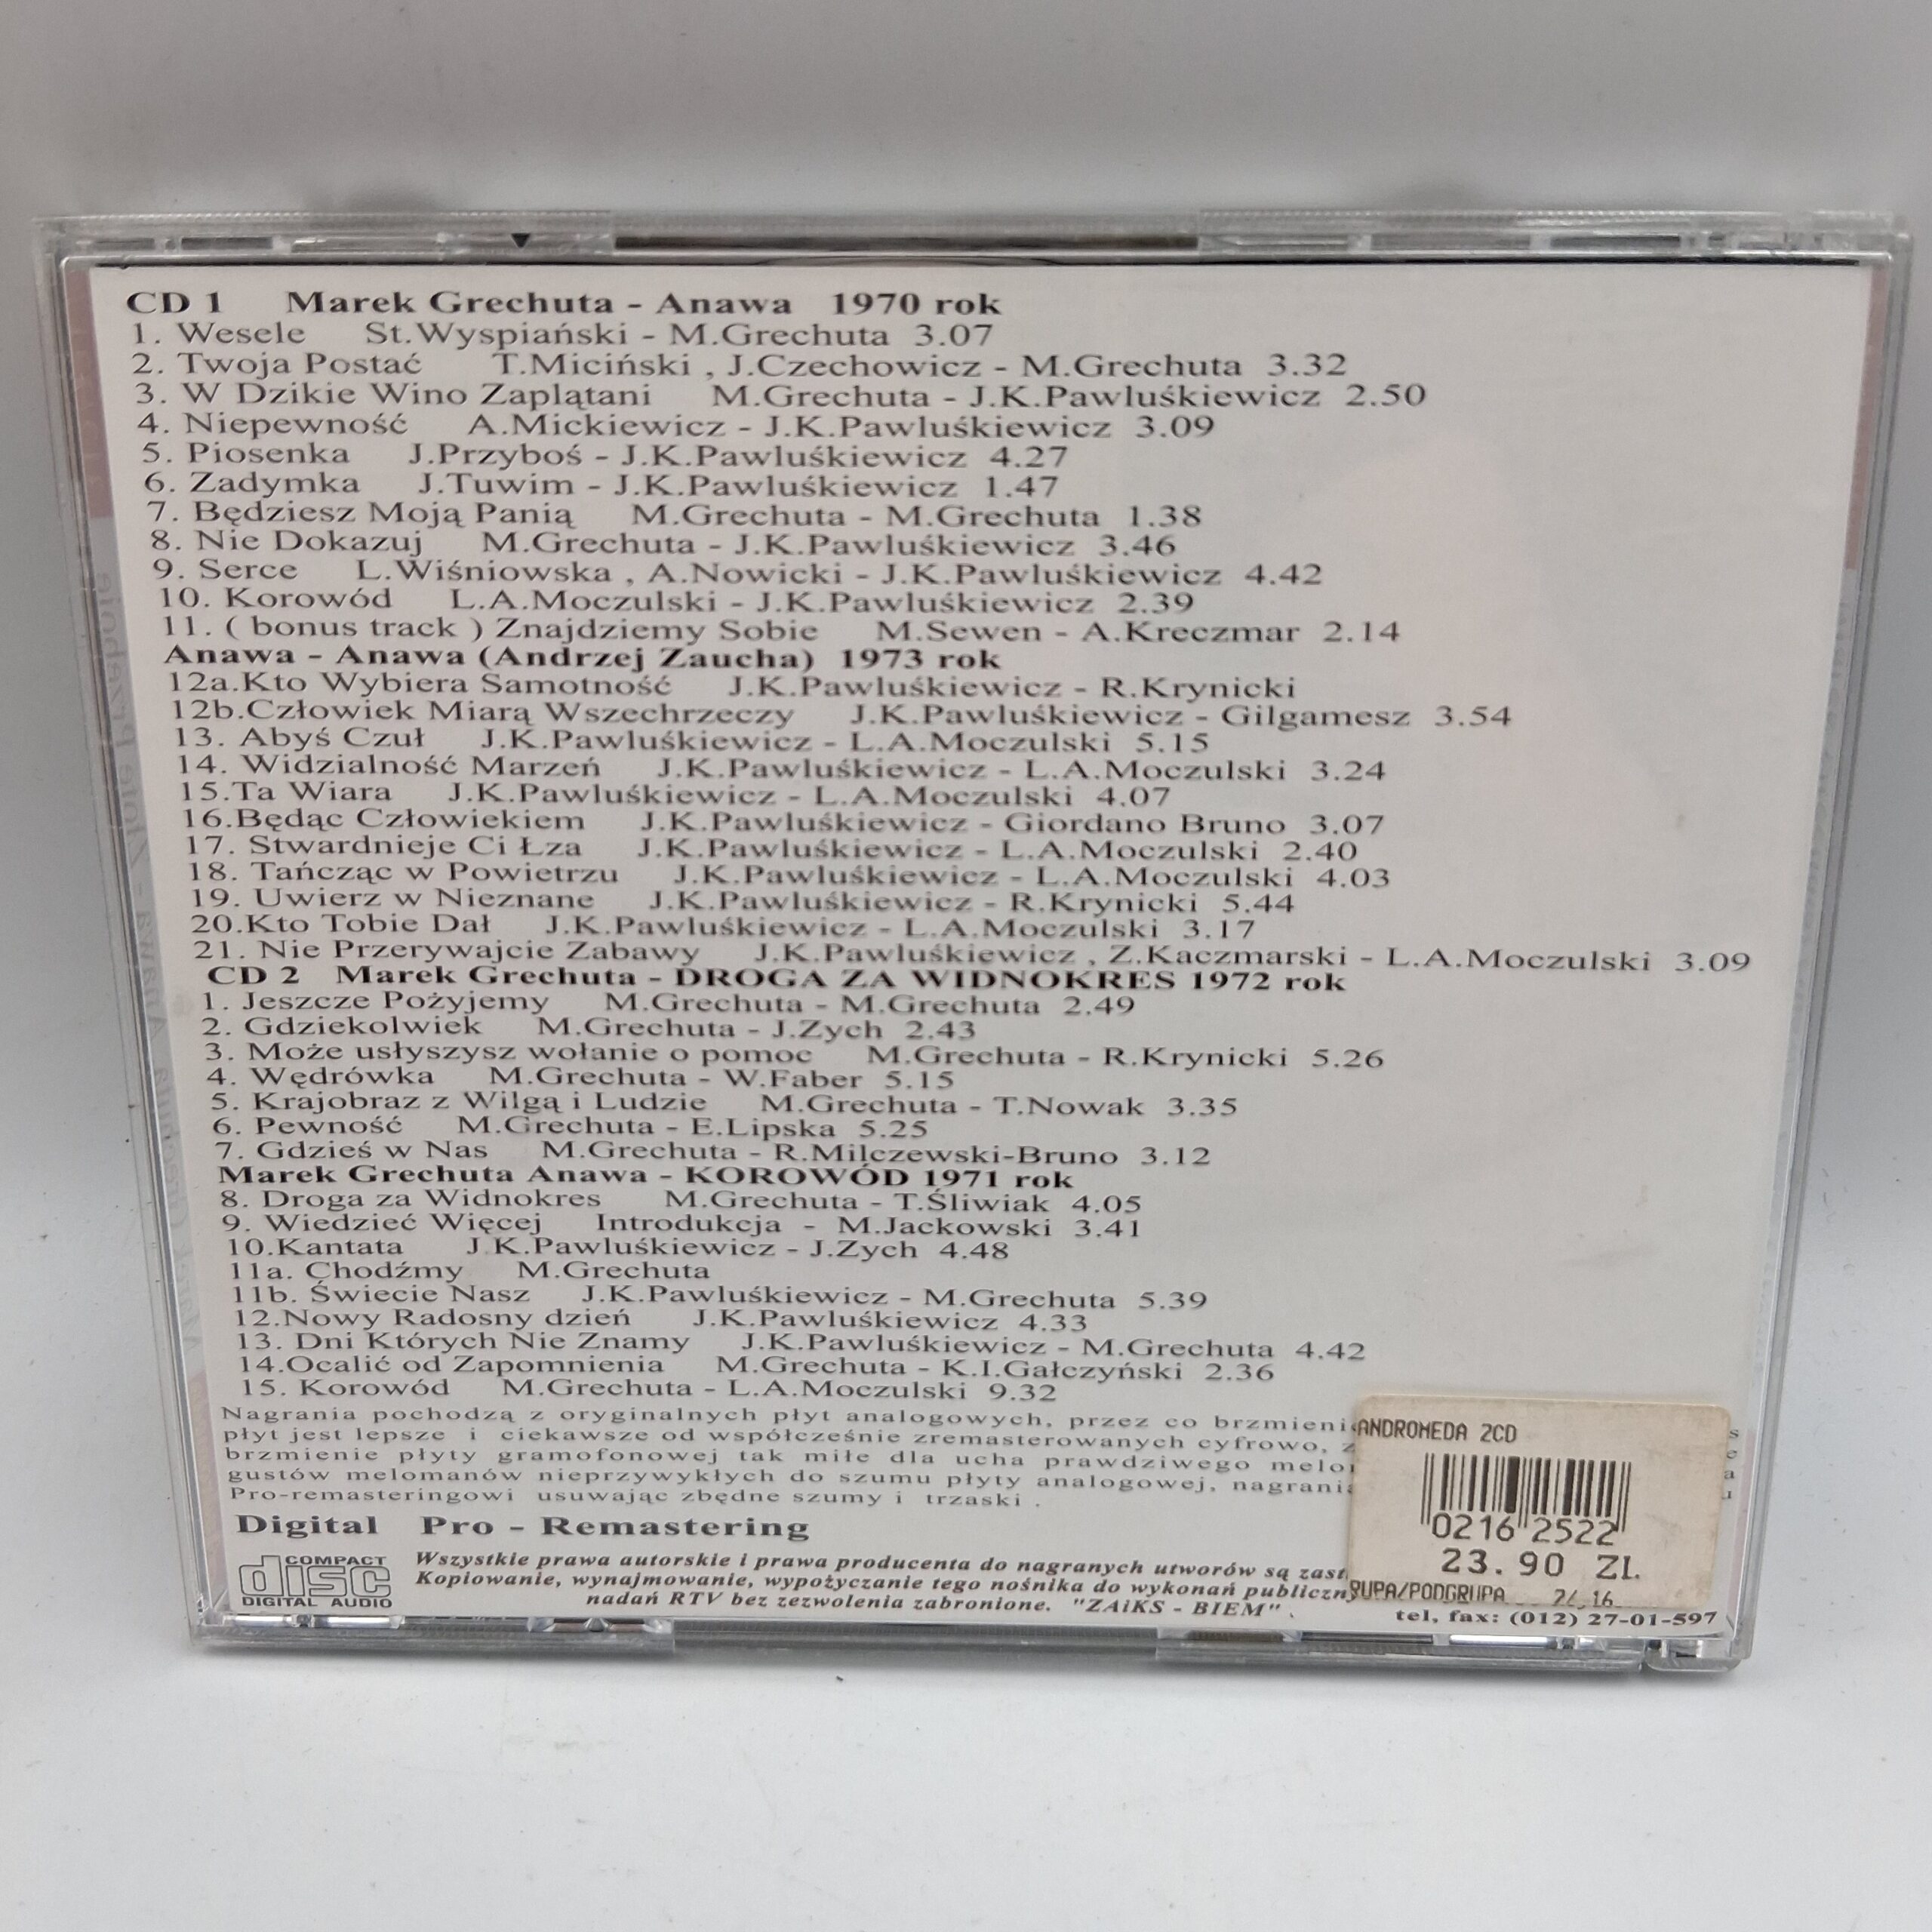 CD 1 Marek Grechuta - Anawa 1970 rok
1. Wesele St.Wyspiański - M.Grechuta 3.07
2. Twoja Postać T.Miciński , J.Czechowicz - M.Grechuta 3.32
3. W Dzikie Wino Zaplątani M.Grechuta - J.K.Pawluśkiewicz 2.50
4. Niepewność A.Mickiewicz - J.K.Pawluśkiewicz 3.09
5. Piosenka J.Przyboś - J.K.Pawluśkiewicz 4.27
6. Zadymka J.Tuwim - J.K.Pawluśkiewicz 1.47
7. Będziesz Moją Panią M.Grechuta - M.Grechuta 1.38
8. Nie Dokazuj M.Grechuta - J.K.Pawluśkiewicz 3.46
9. Serce L.Wiśniowska , A.Nowicki - J.K.Pawluśkiewicz 4.42
10. Korowód L.A.Moczulski - J.K.Pawluśkiewicz 2.39
11. ( bonus track ) Znajdziemy Sobie M.Sewen - A.Kreczmar 2.14
Anawa - Anawa (Andrzej Zaucha) 1973 rok
12a.Kto Wybiera Samotność J.K.Pawluśkiewicz - R.Krynicki
12b.Człowiek Miarą Wszechrzeczy J.K.Pawluśkiewicz - Gilgamesz 3.54
13. Abyś Czuł J.K.Pawluśkiewicz - L.A.Moczulski 5.15
14. Widzialność Marzeń J.K.Pawluśkiewicz - L.A.Moczulski 3.24
15.Ta Wiara J.K.Pawluśkiewicz - L.A.Moczulski 4.07
16.Będąc Człowiekiem J.K.Pawluśkiewicz - Giordano Bruno 3.07
17. Stwardnieje Ci Łza J.K.Pawluśkiewicz - L.A.Moczulski 2.40
18. Tańcząc w Powietrzu J.K.Pawluśkiewicz - L.A.Moczulski 4.03
19. Uwierz w Nieznane J.K.Pawluśkiewicz - R.Krynicki 5.44
20.Kto Tobie Dał J.K.Pawluśkiewicz - L.A.Moczulski 3.17
21. Nie Przerywajcie Zabawy J.K.Pawluśkiewicz , Z.Kaczmarski - L.A.Moczulski 3.09
CD 2 Marek Grechuta - DROGA ZA WIDNOKRES 1972 rok
1. Jeszcze Pożyjemy M.Grechuta - M.Grechuta 2.49
2. Gdziekolwiek M.Grechuta - J.Zych 2.43
3. Może usłyszysz wołanie o pomoc M.Grechuta - R.Krynicki 5.26
4. Wędrówka M.Grechuta - W.Faber 5.15
5. Krajobraz z Wilgą i Ludzie M.Grechuta - T.Nowak 3.35
6. Pewność M.Grechuta - E.Lipska 5.25
7. Gdzieś w Nas M.Grechuta - R.Milczewski-Bruno 3.12
Marek Grechuta Anawa - KOROWÓD 1971 rok
8. Droga za Widnokres M.Grechuta - T.Śliwiak 4.05
9. Wiedzieć Więcej Introdukcja - M.Jackowski 3.41
10.Kantata J.K.Pawluśkiewicz - J.Zych 4.48
11a. Chodźmy M.Grechuta
11b. Świecie Nasz J.K.Pawluśkiewicz - M.Grechuta 5.39
12.Nowy Radosny dzień J.K.Pawluśkiewicz 4.33
13. Dni Których Nie Znamy J.K.Pawluśkiewicz - M.Grechuta 4.42
14.Ocalić od Zapomnienia M.Grechuta - K.I.Gałczyński 2.36
15. Korowód M.Grechuta - L.A.Moczulski 9.32
Nagrania pochodzą z oryginalnych płyt analogowych, przez co brzmieni
płyt jest lepsze i ciekawsze od współcześnie zremasterowanych cyfrowo, z
brzmienie płyty gramofonowej tak miłe dla ucha prawdziwego melo
gustów melomanów nieprzywykłych do szumu płyty analogowej, nagrani
Pro-remasteringowi usuwając zbędne szumy i trzaski .
Digital Pro - Remastering
COMPACT
disc
DIGITAL AUDIO
Wszystkie prawa autorskie i prawa producenta do nagranych utworów są zast
Kopiowanie, wynajmowanie, wypożyczanie tego nośnika do wykonań publiczn
nadań RTV bez zezwolenia zabronione. "ZAiKS - BIEM" .
ANDROMEDA 2CD
0216 2522
23.90 ZL.
RUPA/PODGRUPA
tel, fax: (012) 27-01-597